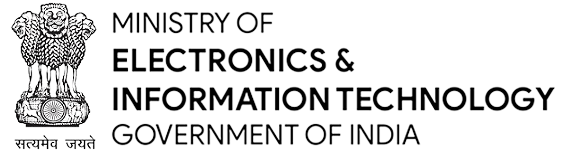 MINISTRY OF
ELECTRONICS &
INFORMATION TECHNOLOGY
GOVERNMENT OF INDIA
सत्यमेव जयते